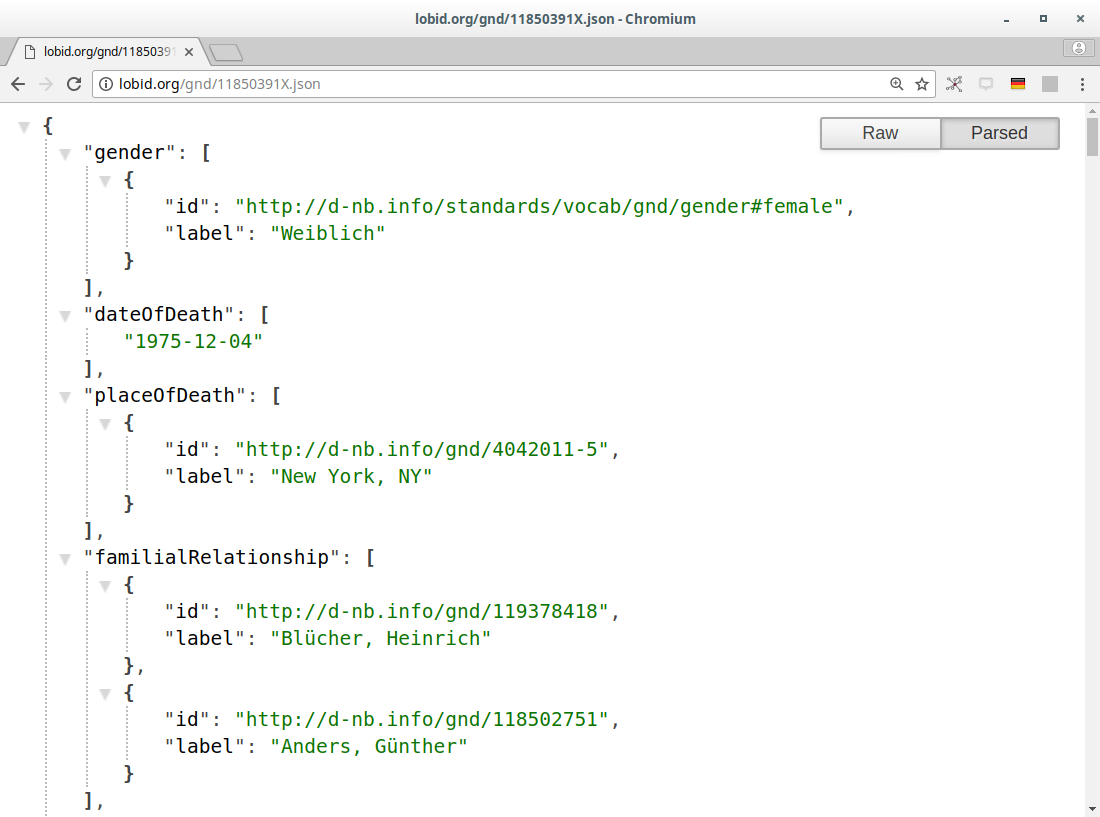 lobid.org/gnd/11850391X.json - Chromium
lobid.org/gnd/1185039
lobid.org/gnd/11850391X.json
Raw Parsed
{
"gender": [
{
"id": "http://d-nb.info/standards/vocab/gnd/gender#female",
"label": "Weiblich"
}
],
"dateOfDeath": [
"1975-12-04"
],
"placeOfDeath": [
{
"id": "http://d-nb.info/gnd/4042011-5",
"label": "New York, NY"
}
],
"familialRelationship": [
{
"id": "http://d-nb.info/gnd/119378418",
"label": "Blücher, Heinrich"
},
{
"id": "http://d-nb.info/gnd/118502751",
"label": "Anders, Günther"
}
],